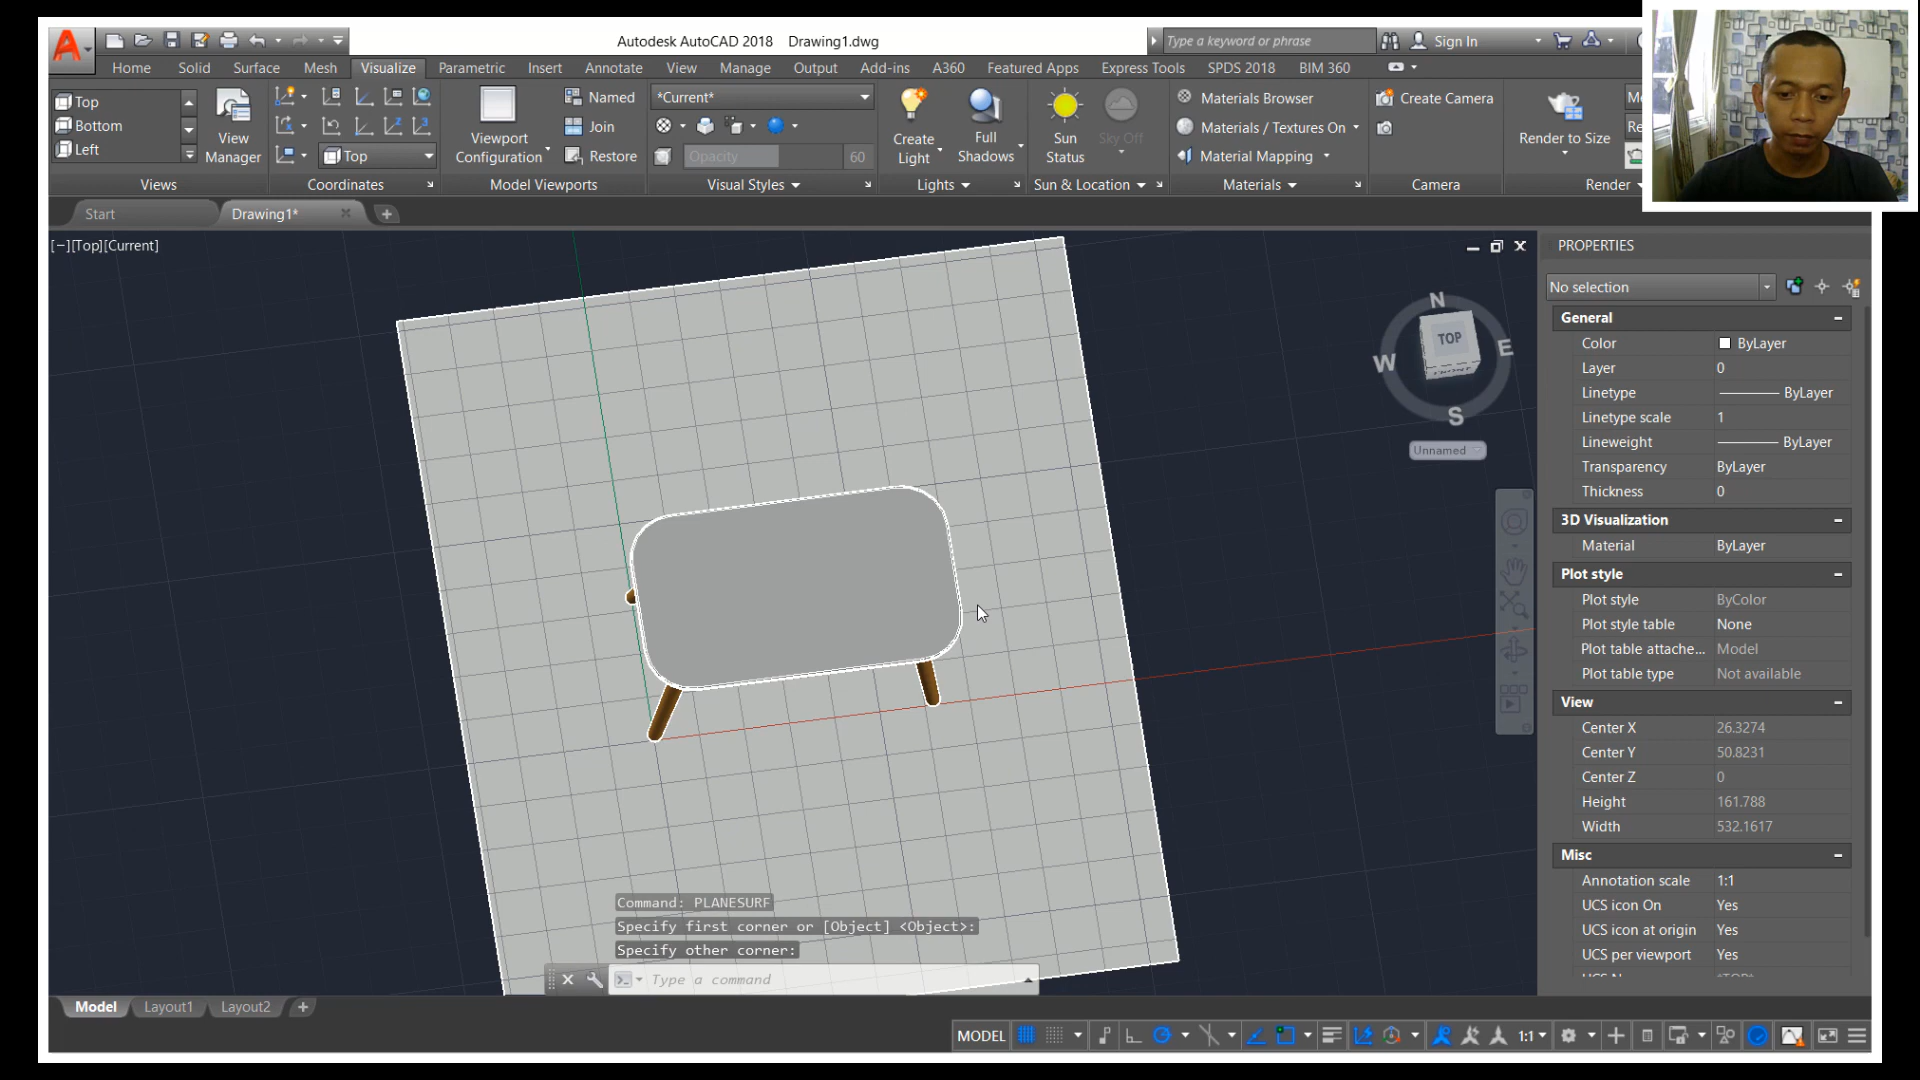 Autodesk AutoCAD 2018 Drawing1.dwg
Type a keyword or phrase
Sign In
Home Solid Surface Mesh Visualize Parametric Insert Annotate View Manage Output Add-ins A360 Featured Apps Express Tools SPDS 2018 BIM 360
Top
Bottom
Left
View
Manager
Top
Viewport
Configuration
Named
Join
Restore
*Current*
Opacity 60
Create
Light
Full
Shadows
Sun
Status
Sky Off
Materials Browser
Materials / Textures On
Material Mapping
Create Camera
Render to Size
Views Coordinates Model Viewports Visual Styles Lights Sun & Location Materials Camera Render
Start Drawing1*
[−][Top][Current]
N
W TOP E
S
Unnamed
PROPERTIES
No selection
General
Color ByLayer
Layer 0
Linetype ByLayer
Linetype scale 1
Lineweight ByLayer
Transparency ByLayer
Thickness 0
3D Visualization
Material ByLayer
Plot style
Plot style ByColor
Plot style table None
Plot table attache... Model
Plot table type Not available
View
Center X 26.3274
Center Y 50.8231
Center Z 0
Height 161.788
Width 532.1617
Misc
Annotation scale 1:1
UCS icon On Yes
UCS icon at origin Yes
UCS per viewport Yes
Command: PLANESURF
Specify first corner or [Object] <Object>:
Specify other corner:
Type a command
Model Layout1 Layout2
MODEL 1:1